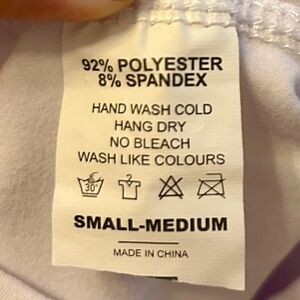 92% POLYESTER
8% SPANDEX
HAND WASH COLD
HANG DRY
NO BLEACH
WASH LIKE COLOURS
30°
SMALL-MEDIUM
MADE IN CHINA